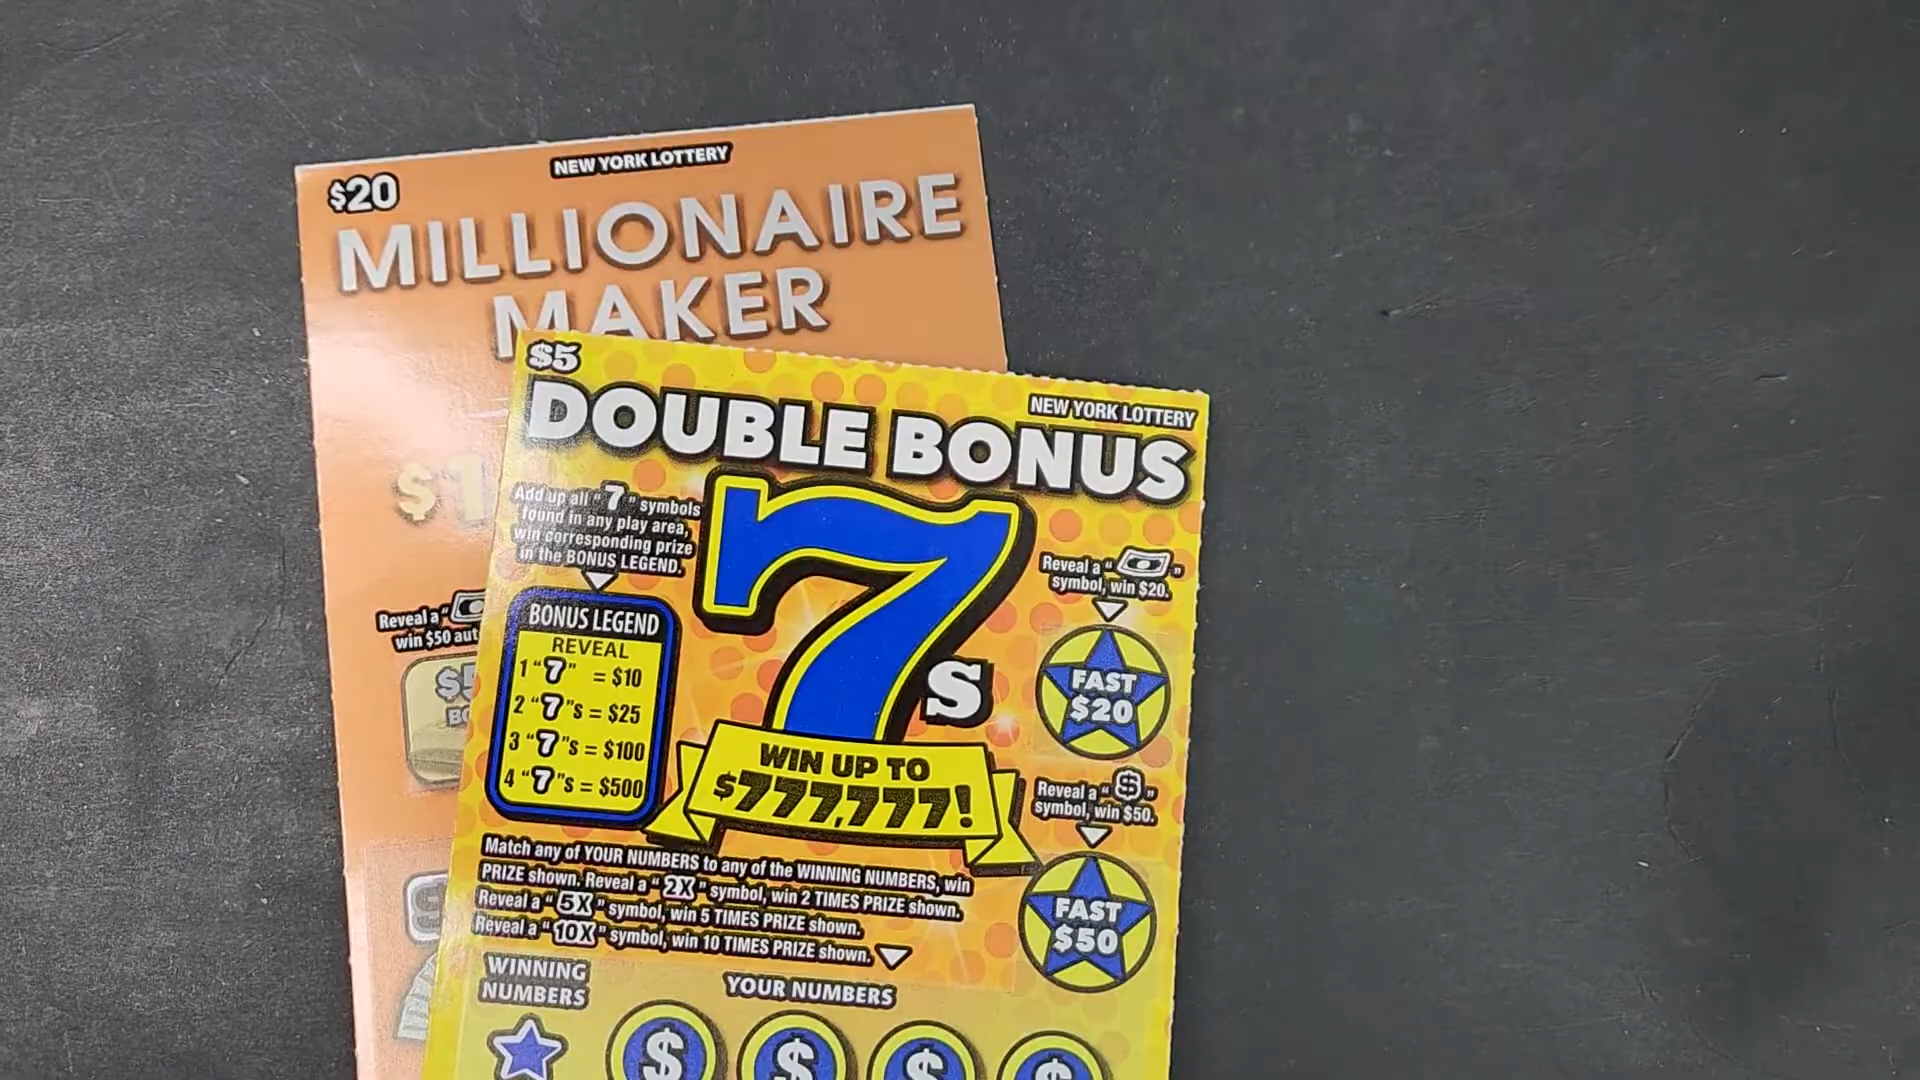 NEW YORK LOTTERY
$20
MILLIONAIRE
MAKER
$1
Reveal a "
win $50
$5
$5
NEW YORK LOTTERY
DOUBLE BONUS
7s
Add up all "7" symbols
found in any play area,
win corresponding prize
in the BONUS LEGEND.
BONUS LEGEND
REVEAL
1 "7" = $10
2 "7"s = $25
3 "7"s = $100
4 "7"s = $500
WIN UP TO
$777,777!
Reveal a " "
symbol, win $20.
FAST
$20
Reveal a "$"
symbol, win $50.
FAST
$50
Match any of YOUR NUMBERS to any of the WINNING NUMBERS, win
PRIZE shown. Reveal a "2X" symbol, win 2 TIMES PRIZE shown.
Reveal a "5X" symbol, win 5 TIMES PRIZE shown.
Reveal a "10X" symbol, win 10 TIMES PRIZE shown.
WINNING
NUMBERS
YOUR NUMBERS
$ $ $ $